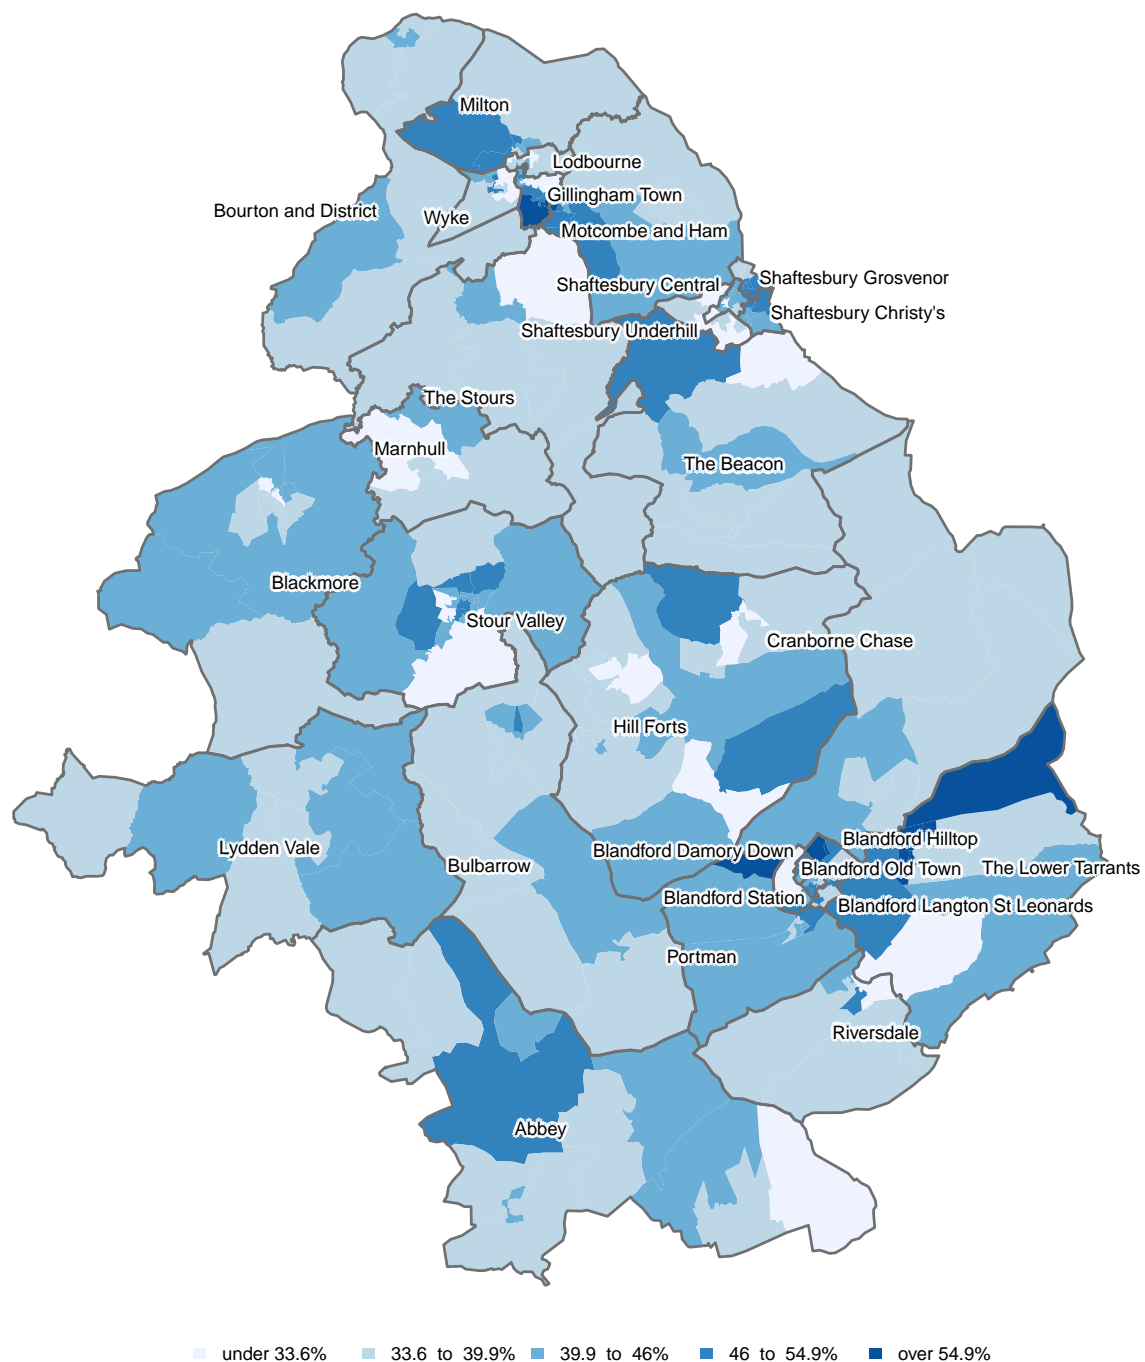 Milton
Lodbourne
Gillingham Town
Bourton and District
Wyke
Motcombe and Ham
Shaftesbury Grosvenor
Shaftesbury Central
Shaftesbury Christy's
Shaftesbury Underhill
The Stours
Marnhull
The Beacon
Blackmore
Stour Valley
Cranborne Chase
Hill Forts
Blandford Hilltop
Lydden Vale
Blandford Damory Down
Bulbarrow
Blandford Old Town
The Lower Tarrants
Blandford Station
Blandford Langton St Leonards
Portman
Riversdale
Abbey
under 33.6%
33.6 to 39.9%
39.9 to 46%
46 to 54.9%
over 54.9%